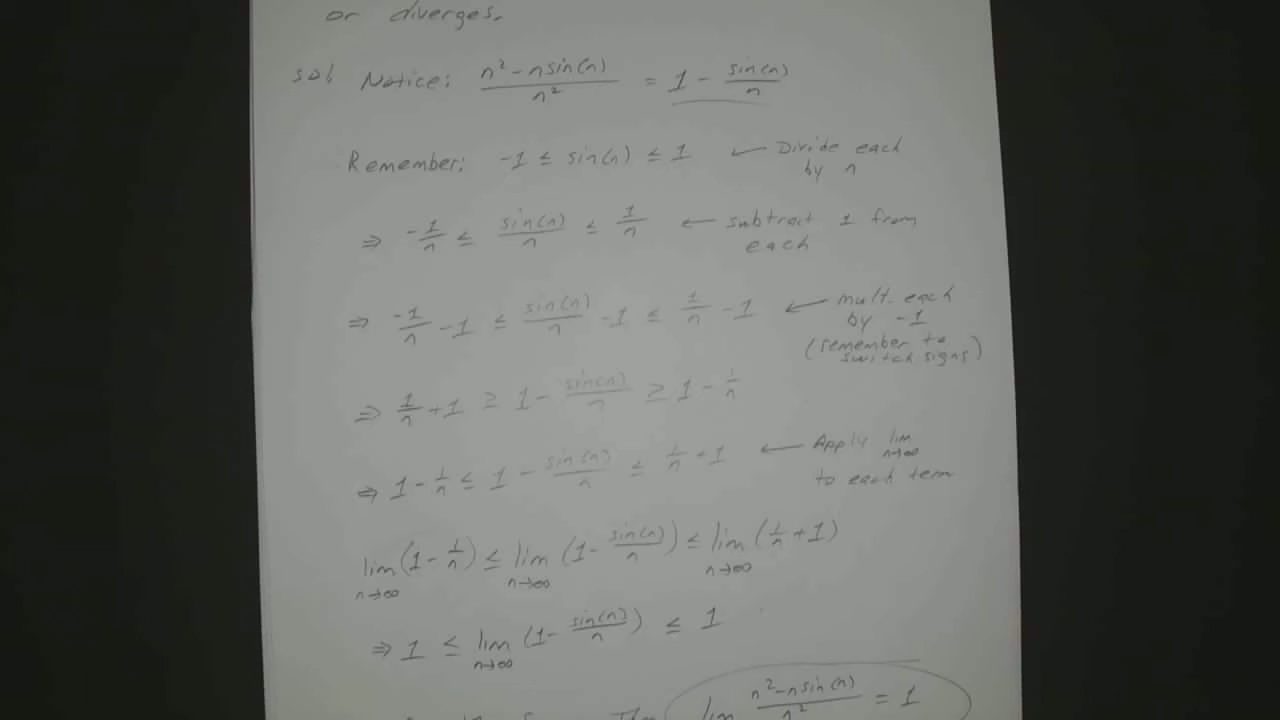 or diverges.
sol Notice: (n² - n sin(n))/n² = 1 - sin(n)/n
Remember: -1 ≤ sin(n) ≤ 1 ← Divide each
by n
⇒ -1/n ≤ sin(n)/n ≤ 1/n ← subtract 1 from
each
⇒ -1/n - 1 ≤ sin(n)/n - 1 ≤ 1/n - 1 ← mult. each
by -1
(remember to
switch signs)
⇒ 1/n + 1 ≥ 1 - sin(n)/n ≥ 1 - 1/n
⇒ 1 - 1/n ≤ 1 - sin(n)/n ≤ 1/n + 1 ← Apply lim n→∞
to each term
lim n→∞ (1 - 1/n) ≤ lim n→∞ (1 - sin(n)/n) ≤ lim n→∞ (1/n + 1)
⇒ 1 ≤ lim n→∞ (1 - sin(n)/n) ≤ 1
lim (n² - n sin(n))/n² = 1